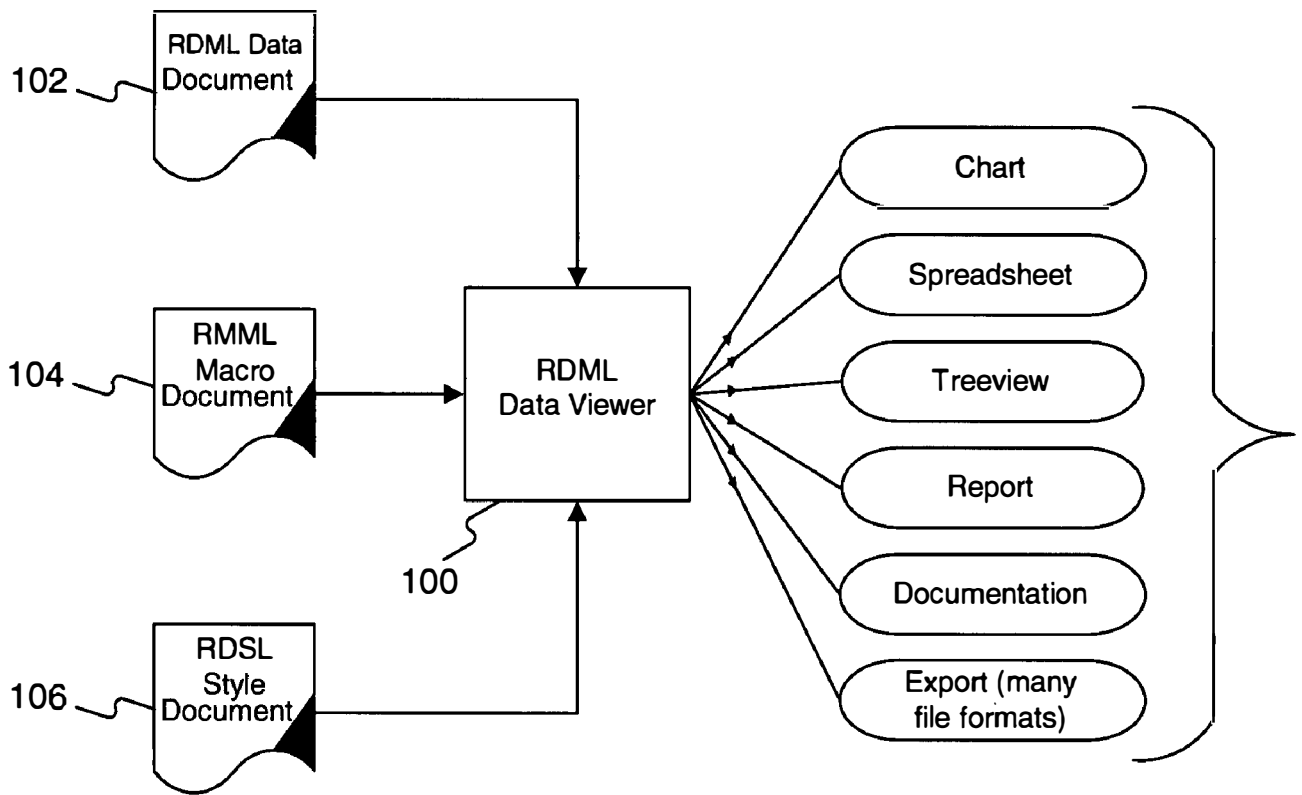 RDML Data
Document
102
RMML
Macro
Document
104
RDSL
Style
Document
106
RDML
Data Viewer
100
Chart
Spreadsheet
Treeview
Report
Documentation
Export (many
file formats)